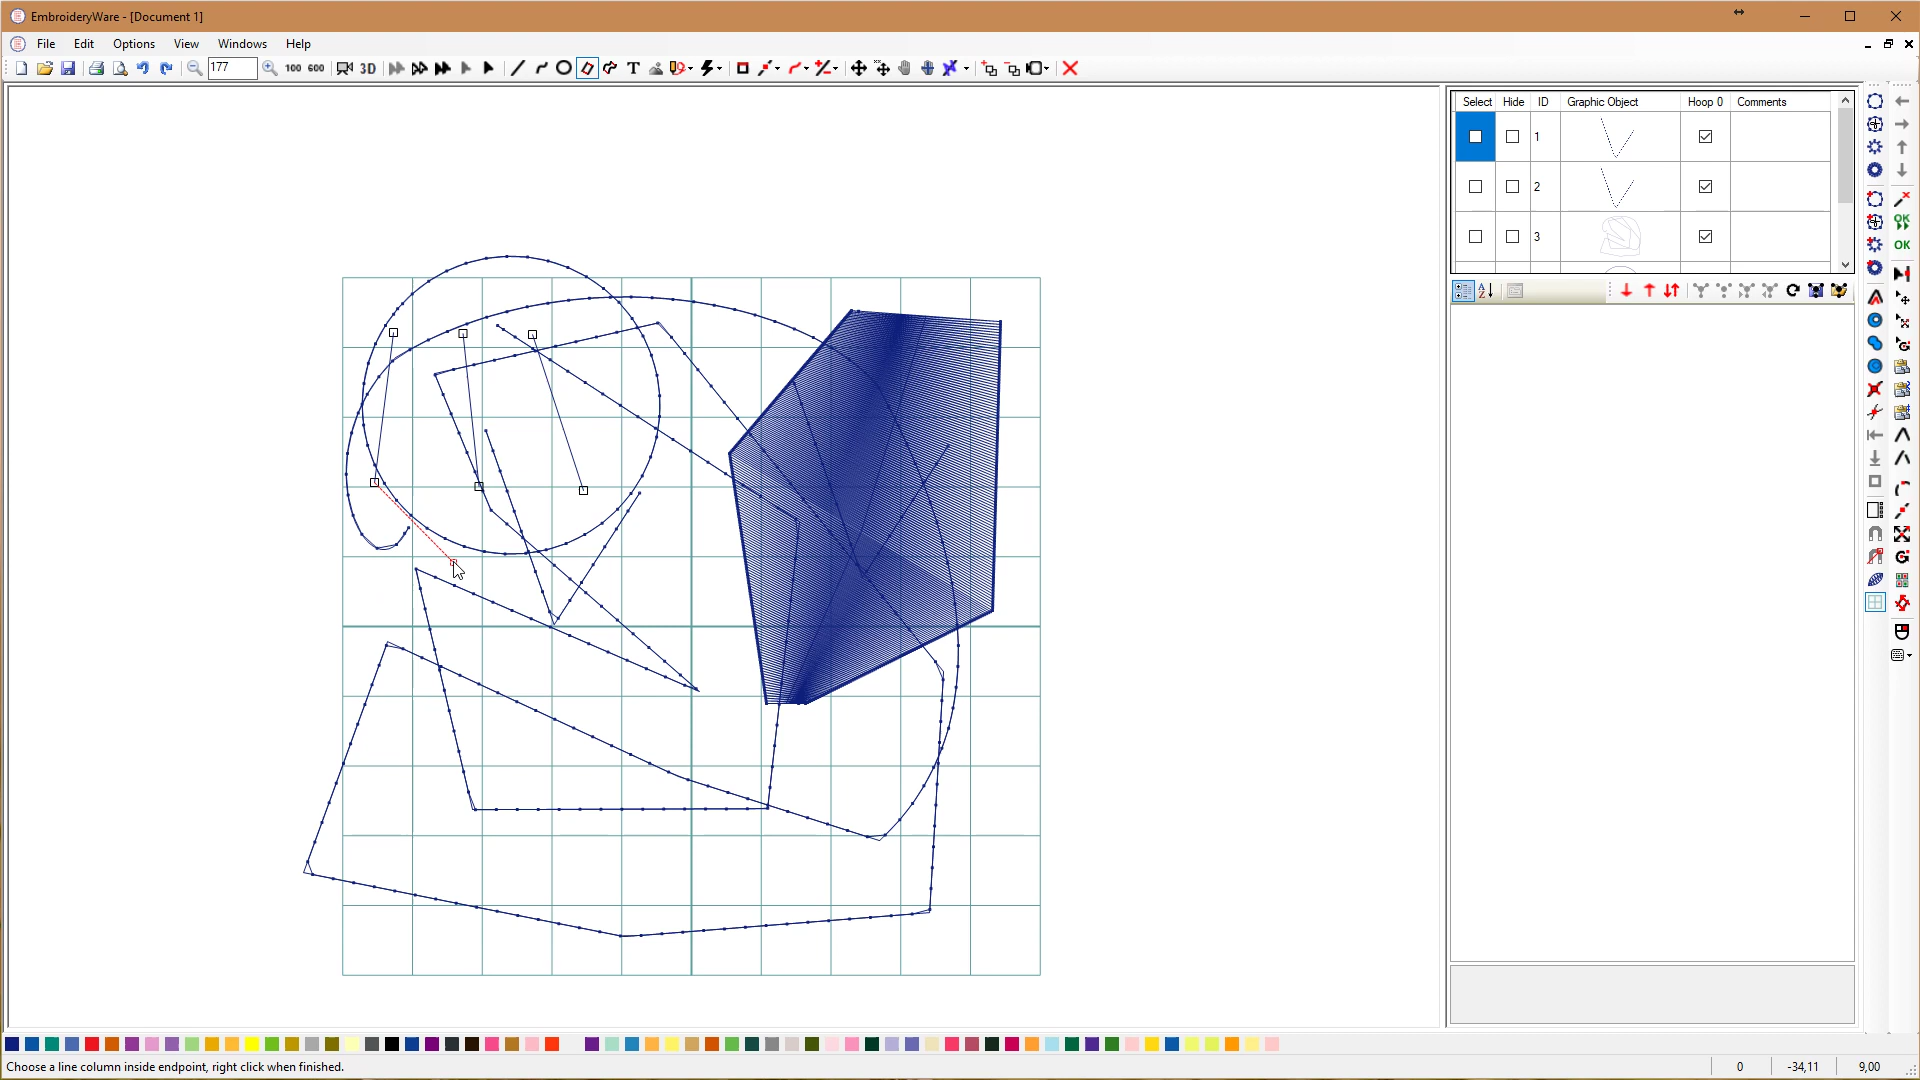 EmbroideryWare - [Document 1]
File Edit Options View Windows Help
177 100 600 3D T
Select Hide ID Graphic Object Hoop 0 Comments
1
2
3
OK
OK
Choose a line column inside endpoint, right click when finished.
0 -34,11 9,00